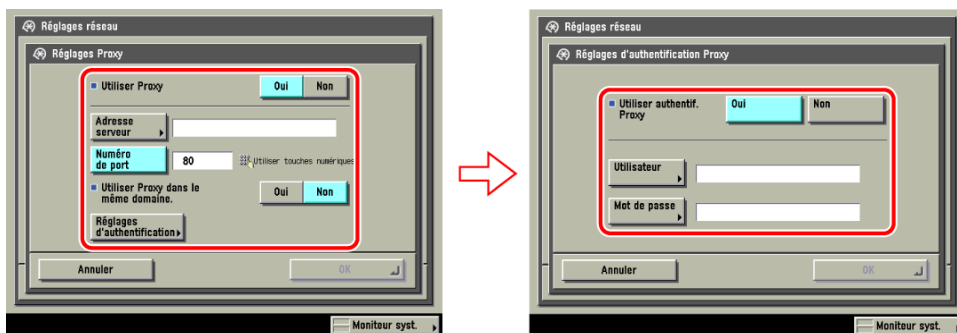 Réglages réseau
Réglages Proxy
Utiliser Proxy
Oui
Non
Adresse
serveur
Numéro
de port
80
Utiliser touches numériques
Utiliser Proxy dans le
même domaine.
Oui
Non
Réglages
d'authentification
Annuler
OK
Moniteur syst.
Réglages réseau
Réglages d'authentification Proxy
Utiliser authentif.
Proxy
Oui
Non
Utilisateur
Mot de passe
Annuler
OK
Moniteur syst.